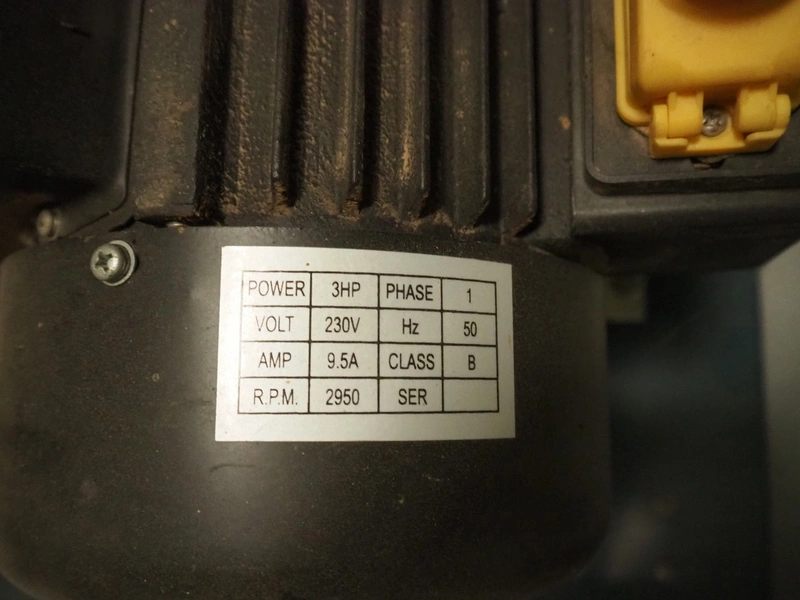 POWER 3HP PHASE 1
VOLT 230V Hz 50
AMP 9.5A CLASS B
R.P.M. 2950 SER